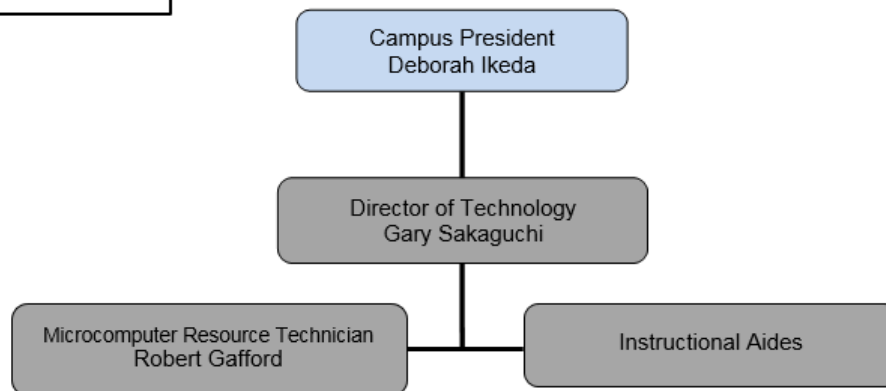 Campus President
Deborah Ikeda
Director of Technology
Gary Sakaguchi
Microcomputer Resource Technician
Robert Gafford
Instructional Aides